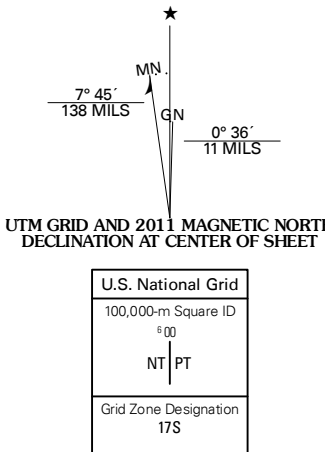 ★
M.N.
GN
7° 45´
138 MILS
0° 36´
11 MILS
UTM GRID AND 2011 MAGNETIC NORTH
DECLINATION AT CENTER OF SHEET
U.S. National Grid
100,000-m Square ID
⁶00
NT PT
Grid Zone Designation
17S